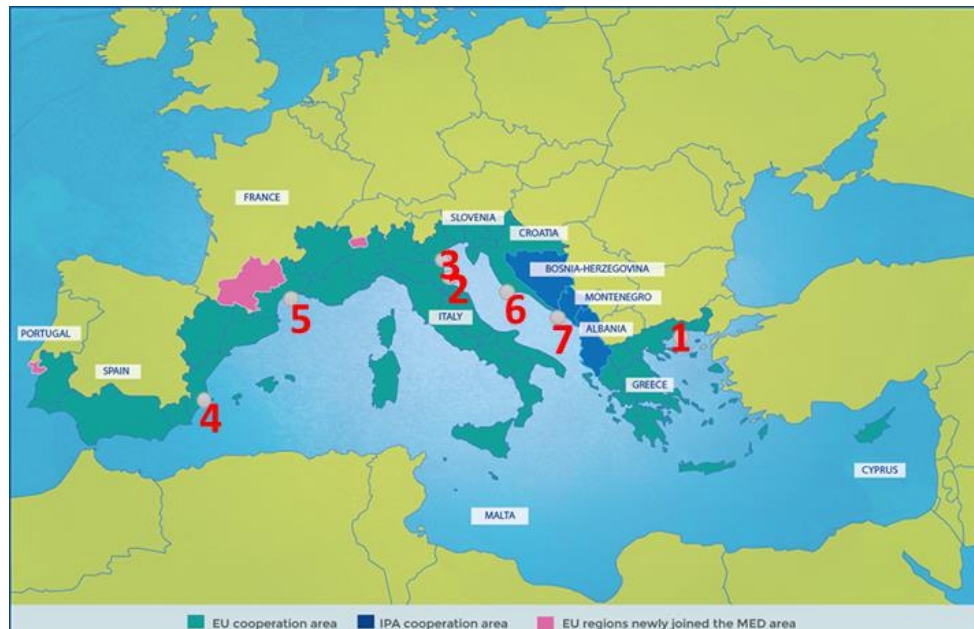 SLOVENIA
FRANCE
CROATIA
3
BOSNIA-HERZEGOVINA
2
5
6
MONTENEGRO
ITALY
7
ALBANIA
1
PORTUGAL
SPAIN
GREECE
4
CYPRUS
MALTA
EU cooperation area
IPA cooperation area
EU regions newly joined the MED area